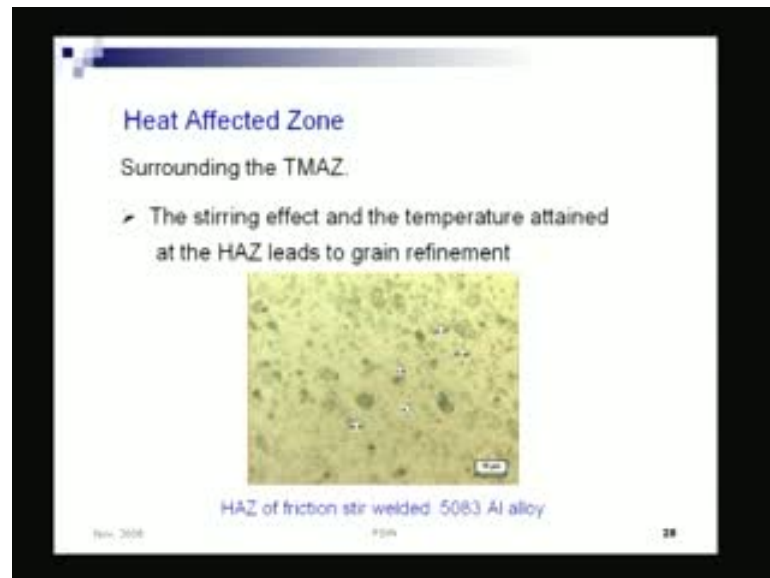 Heat Affected Zone
Surrounding the TMAZ.
➢ The stirring effect and the temperature attained
at the HAZ leads to grain refinement
HAZ of friction stir welded 5083 Al alloy
FSW
28